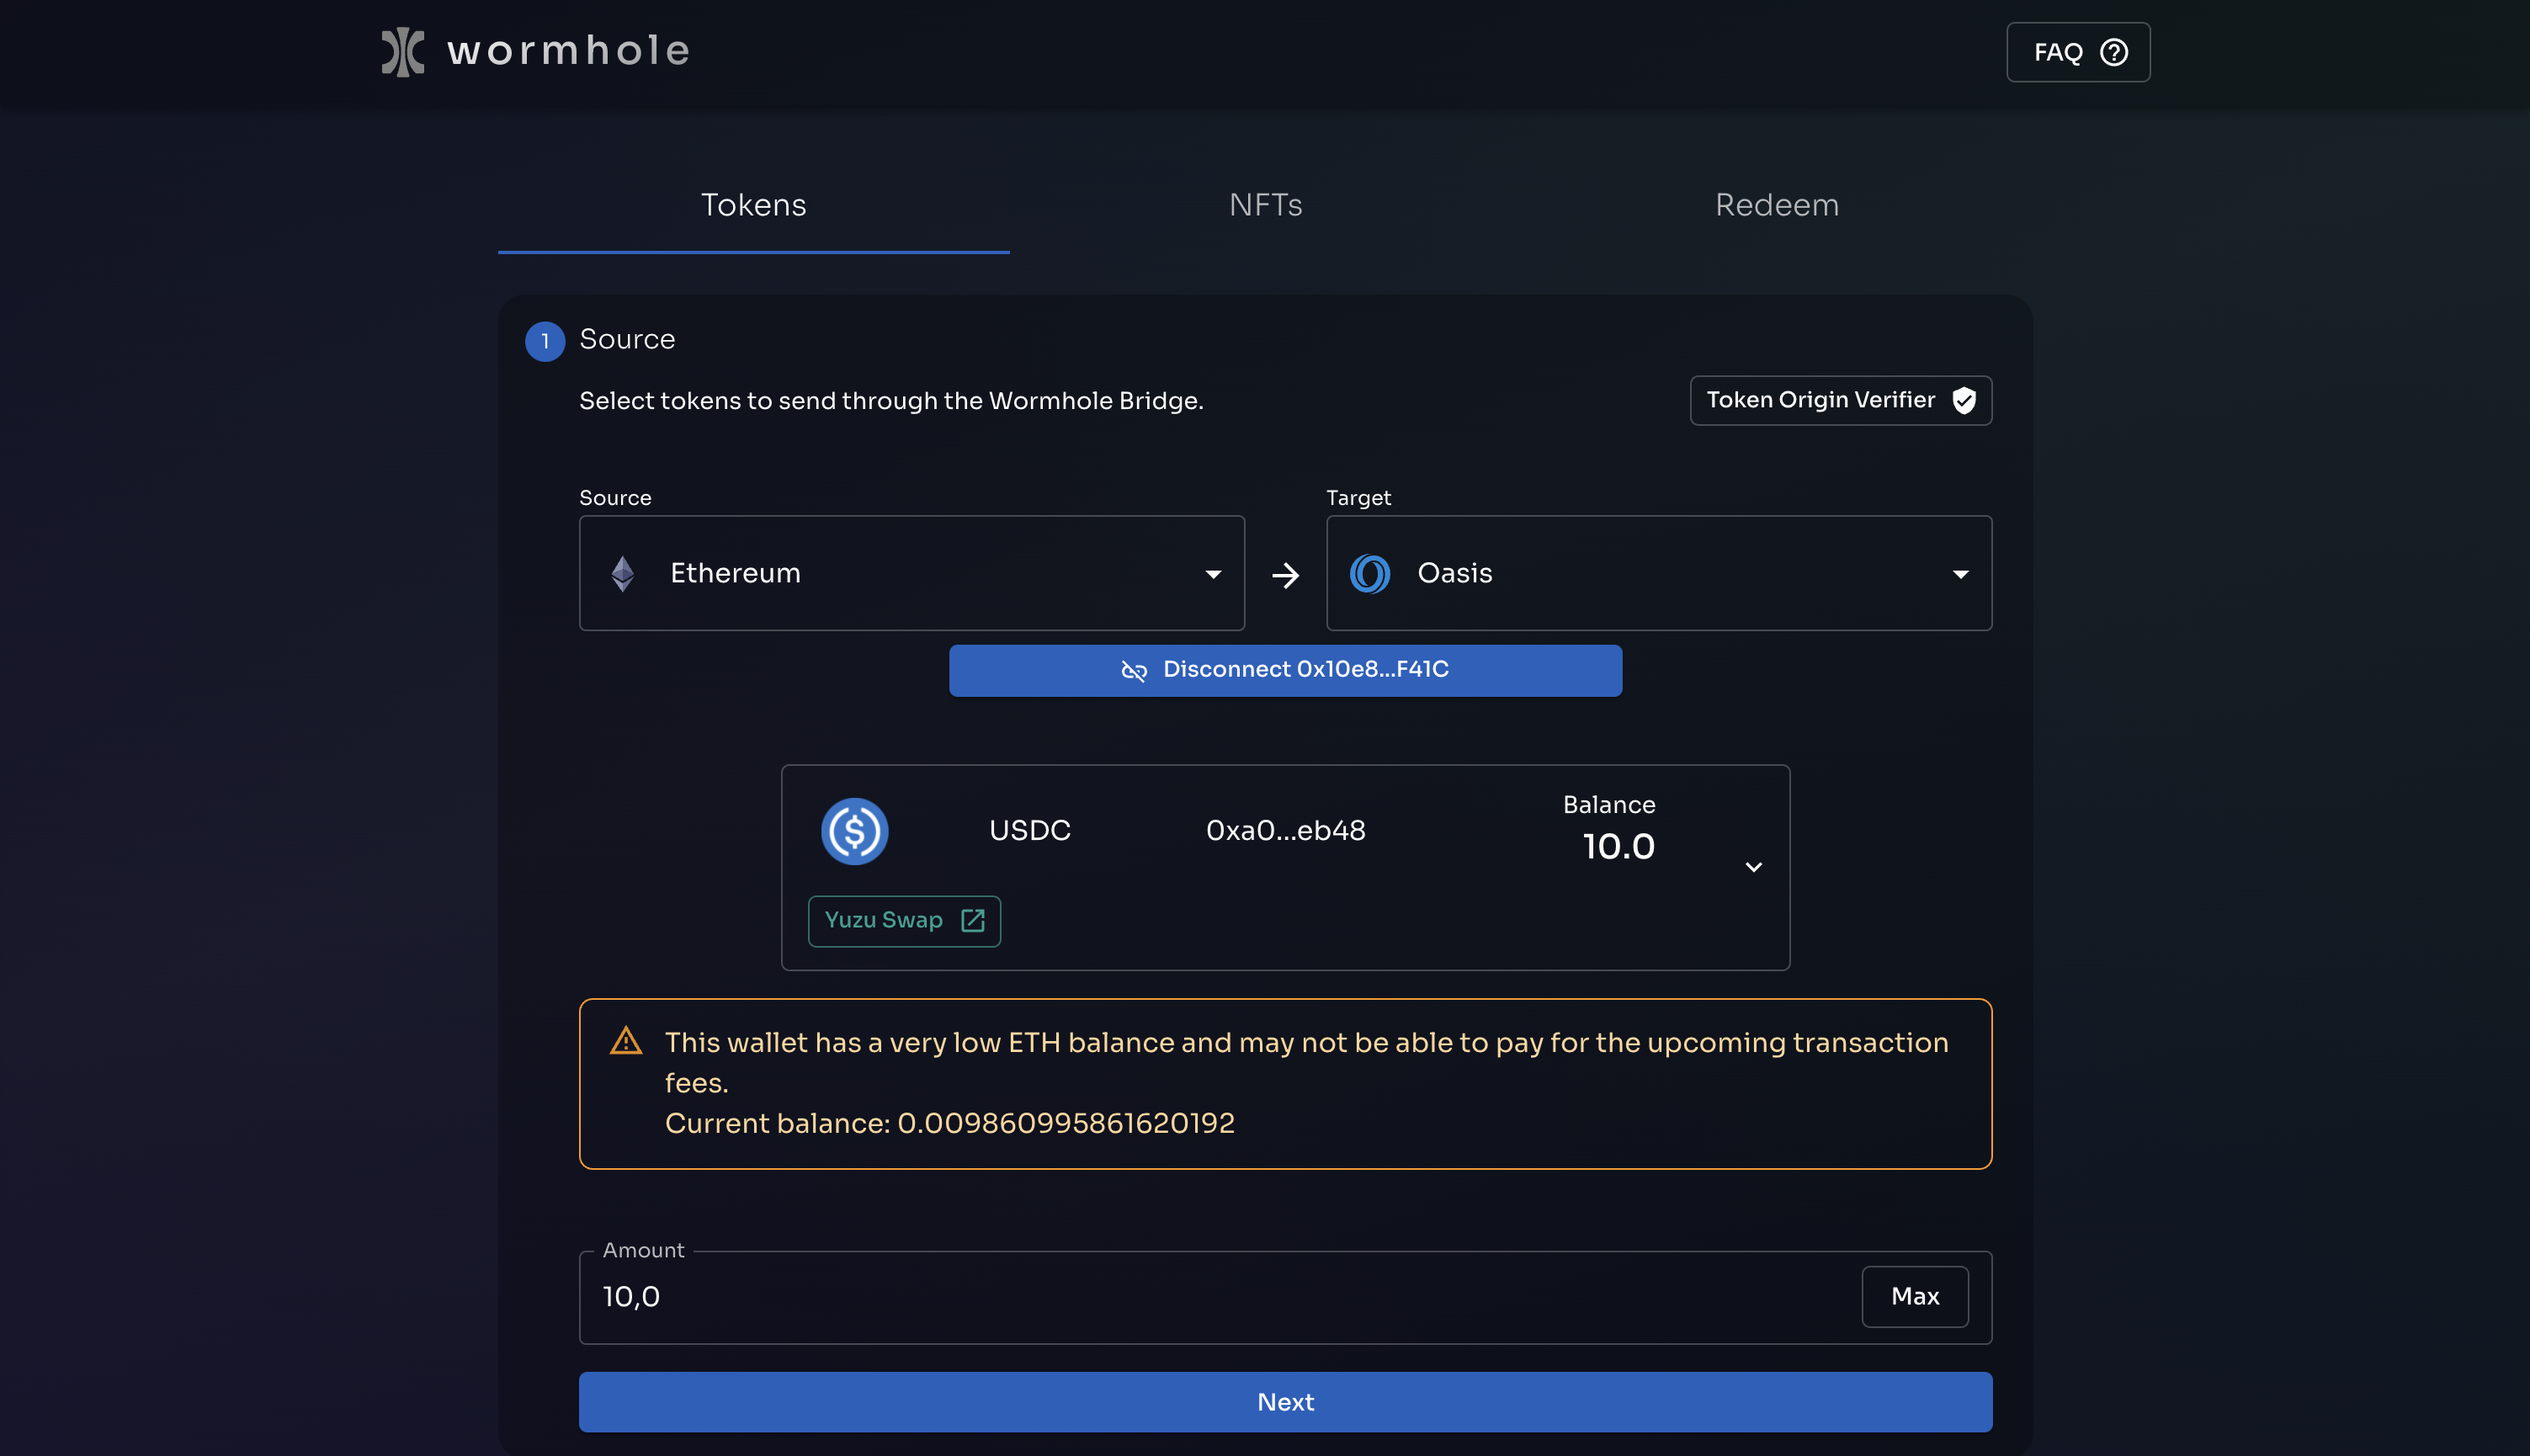 wormhole
FAQ
Tokens
NFTs
Redeem
1 Source
Select tokens to send through the Wormhole Bridge.
Token Origin Verifier
Source
Target
Ethereum
Oasis
Disconnect 0x10e8...F41C
USDC
0xa0...eb48
Balance
10.0
Yuzu Swap
This wallet has a very low ETH balance and may not be able to pay for the upcoming transaction
fees.
Current balance: 0.009860995861620192
Amount
10,0
Max
Next